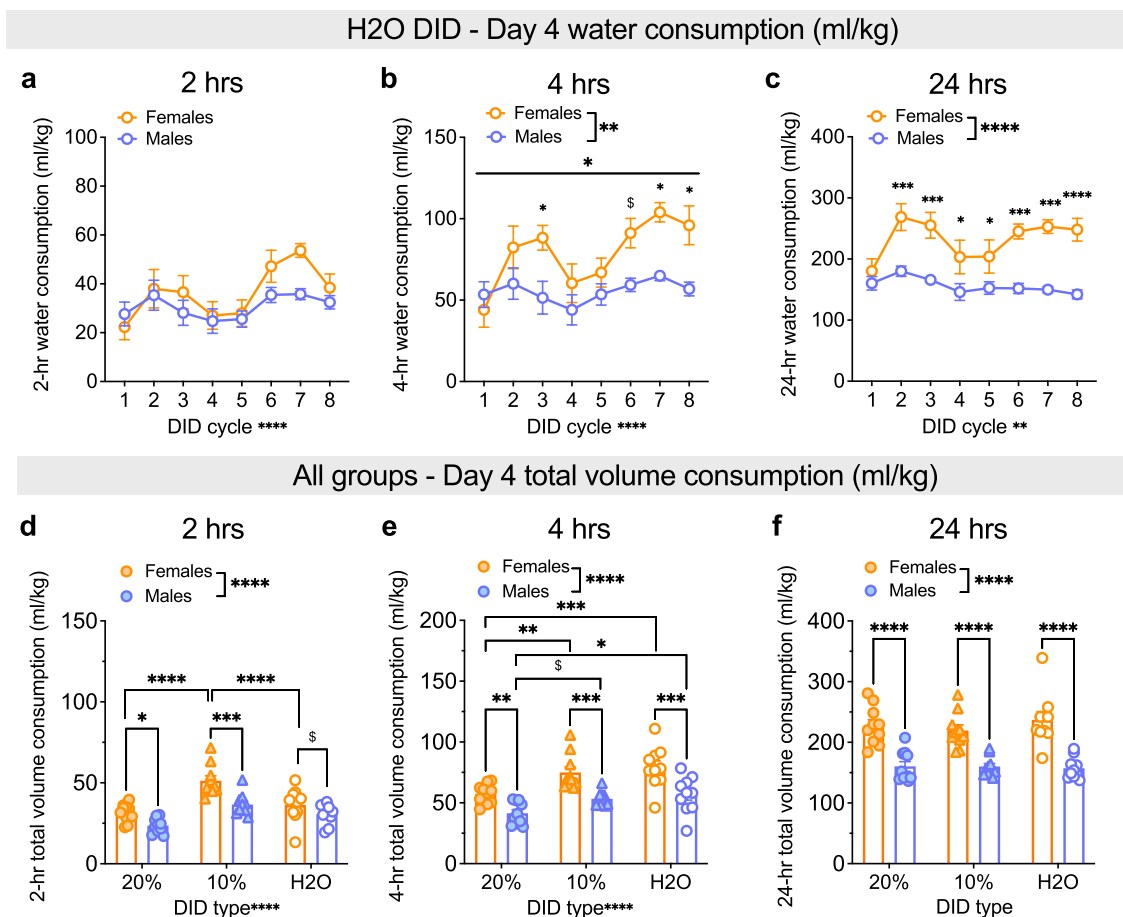 H2O DID - Day 4 water consumption (ml/kg)
a
2 hrs
Females
Males
2-hr water consumption (ml/kg)
100
80
60
40
20
0
1 2 3 4 5 6 7 8
DID cycle ****
b
4 hrs
Females
Males
**
*
4-hr water consumption (ml/kg)
150
100
50
0
* $ * *
1 2 3 4 5 6 7 8
DID cycle ****
c
24 hrs
Females
Males
****
24-hr water consumption (ml/kg)
400
300
200
100
0
*** *** * * *** *** ****
1 2 3 4 5 6 7 8
DID cycle **
All groups - Day 4 total volume consumption (ml/kg)
d
2 hrs
Females
Males
****
2-hr total volume consumption (ml/kg)
150
100
50
0
**** ****
* *** $
20% 10% H2O
DID type****
e
4 hrs
Females
Males
****
4-hr total volume consumption (ml/kg)
200
150
100
50
0
***
**
*
$
** *** ***
20% 10% H2O
DID type****
f
24 hrs
Females
Males
****
24-hr total volume consumption (ml/kg)
400
300
200
100
0
**** **** ****
20% 10% H2O
DID type